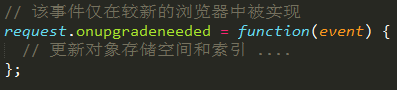 // 该事件仅在较新的浏览器中被实现
request.onupgradeneeded = function(event) {
  // 更新对象存储空间和索引 ....
};